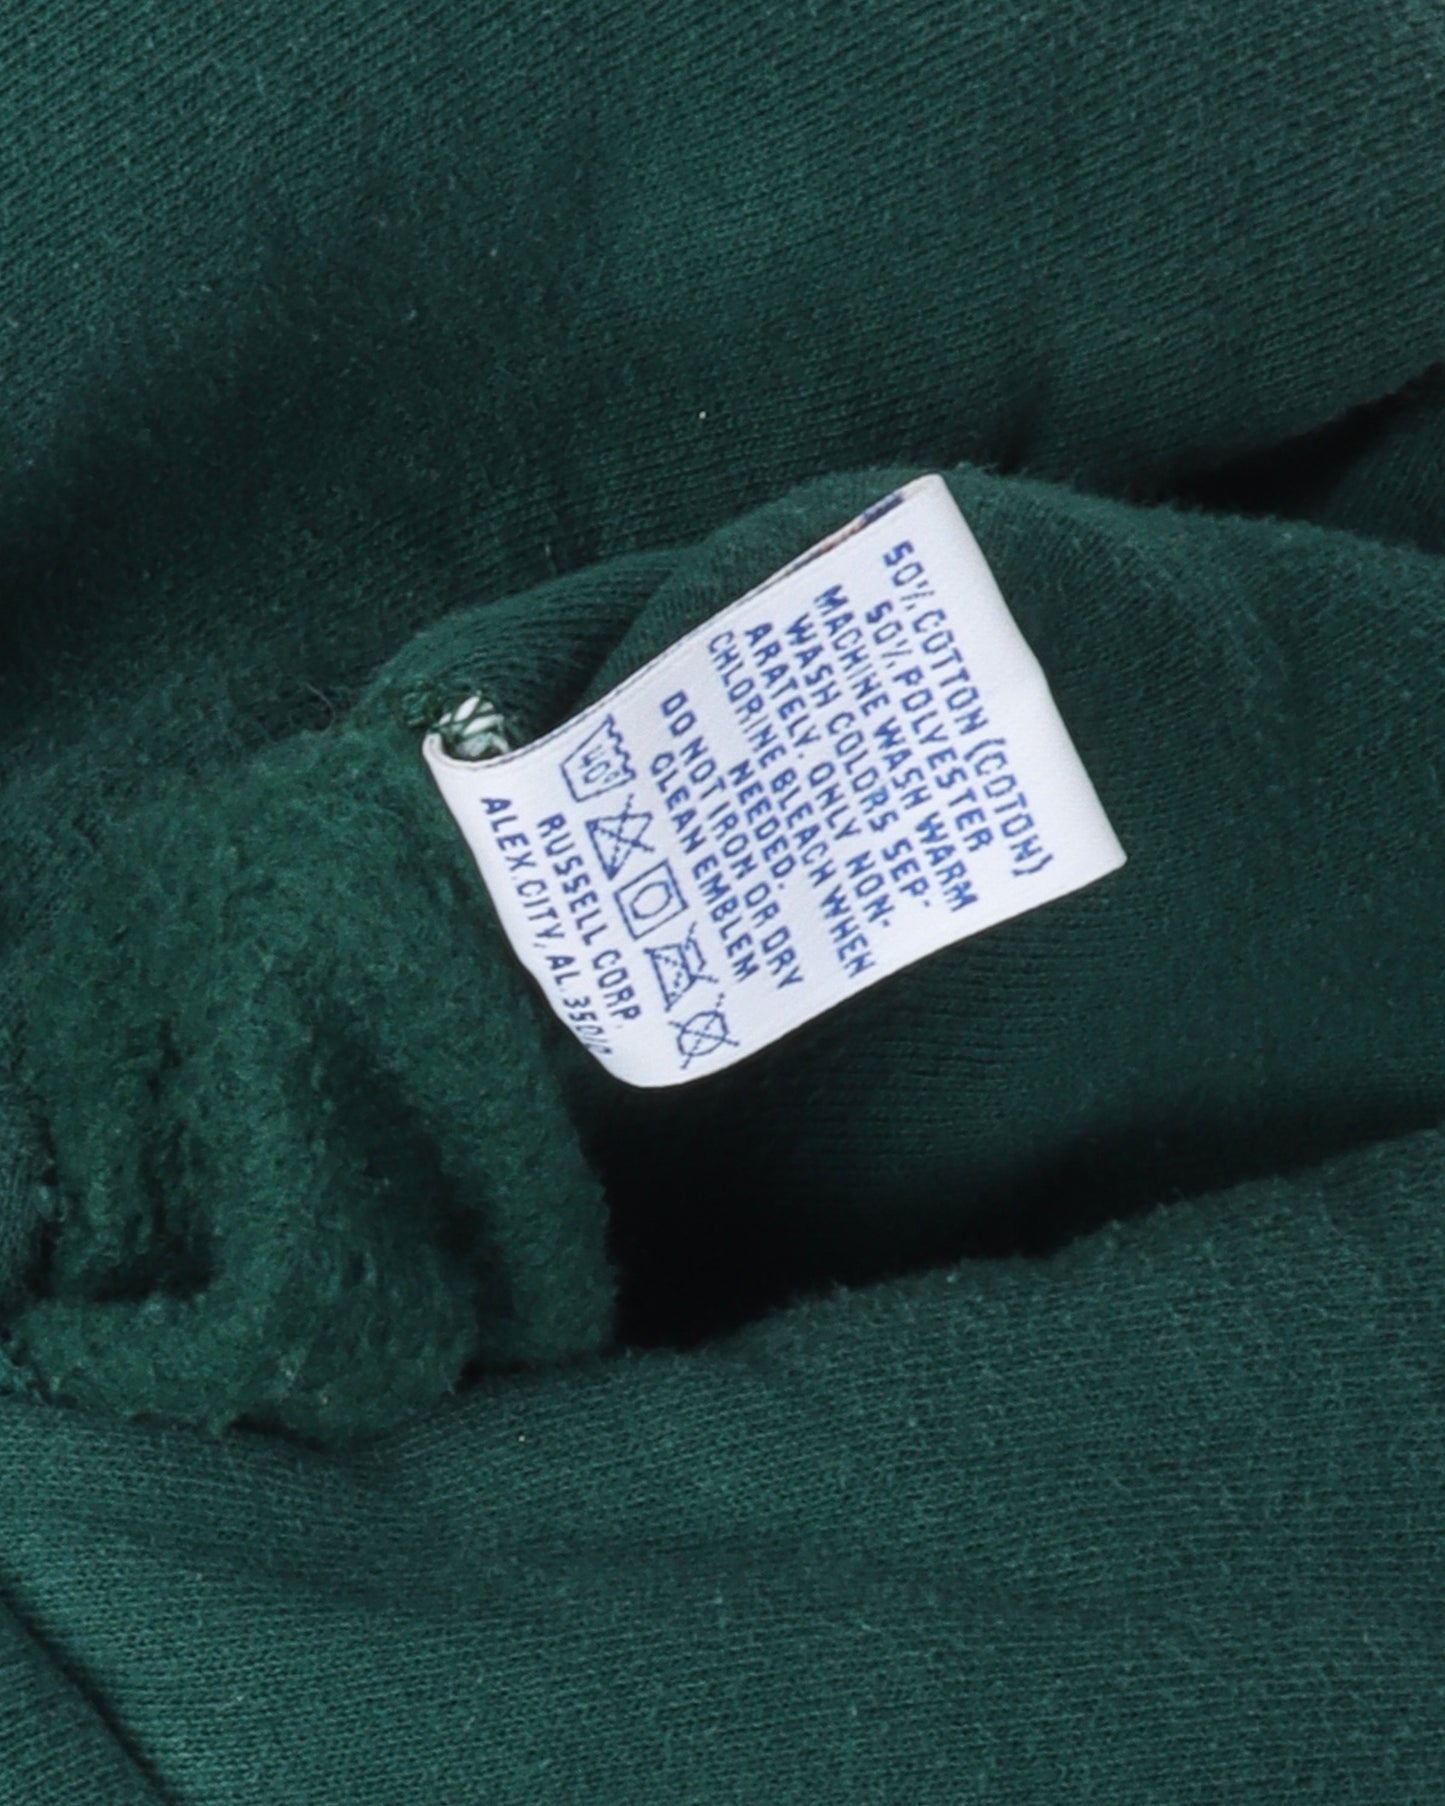 50% COTTON (COTON)
50% POLYESTER
MACHINE WASH WARM
WASH COLORS SEP-
ARATELY. ONLY NON-
CHLORINE BLEACH WHEN
NEEDED.
DO NOT IRON OR DRY
CLEAN EMBLEM
40°
RUSSELL CORP.
ALEX.CITY, AL.